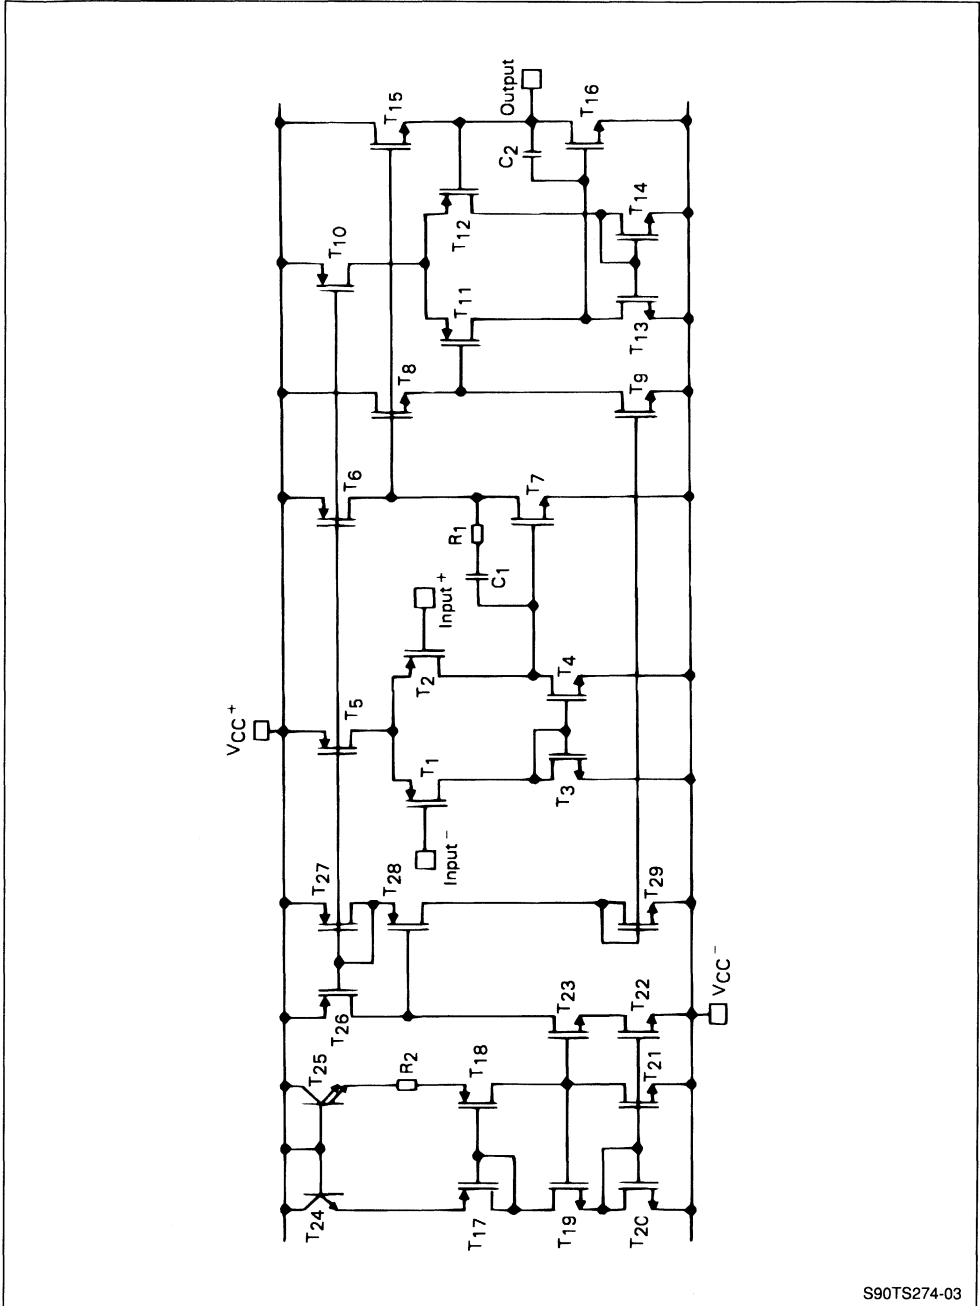 VCC+
T24
T25
R2
T17
T18
T19
T2C
T21
T26
T27
T28
T23
T22
T29
VCC-
Input-
T1
T5
T2
Input+
T3
T4
C1
R1
T6
T7
T8
T9
T10
T11
T12
T13
T14
T15
Output
C2
T16
S90TS274-03